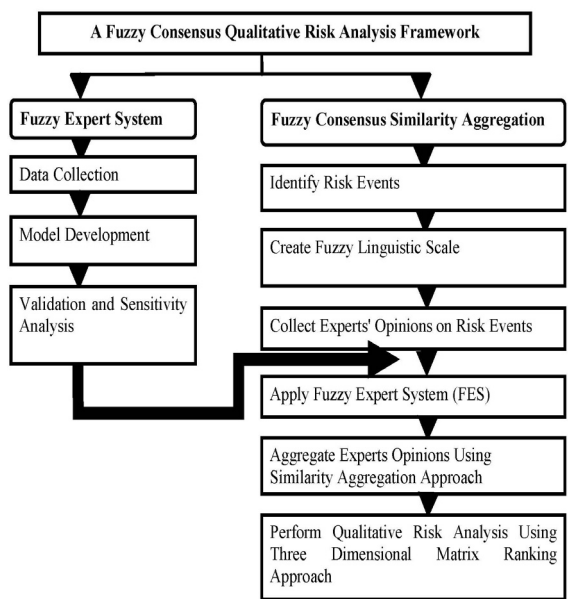 A Fuzzy Consensus Qualitative Risk Analysis Framework
Fuzzy Expert System
Data Collection
Model Development
Validation and Sensitivity
Analysis
Fuzzy Consensus Similarity Aggregation
Identify Risk Events
Create Fuzzy Linguistic Scale
Collect Experts' Opinions on Risk Events
Apply Fuzzy Expert System (FES)
Aggregate Experts Opinions Using
Similarity Aggregation Approach
Perform Qualitative Risk Analysis Using
Three Dimensional Matrix Ranking
Approach